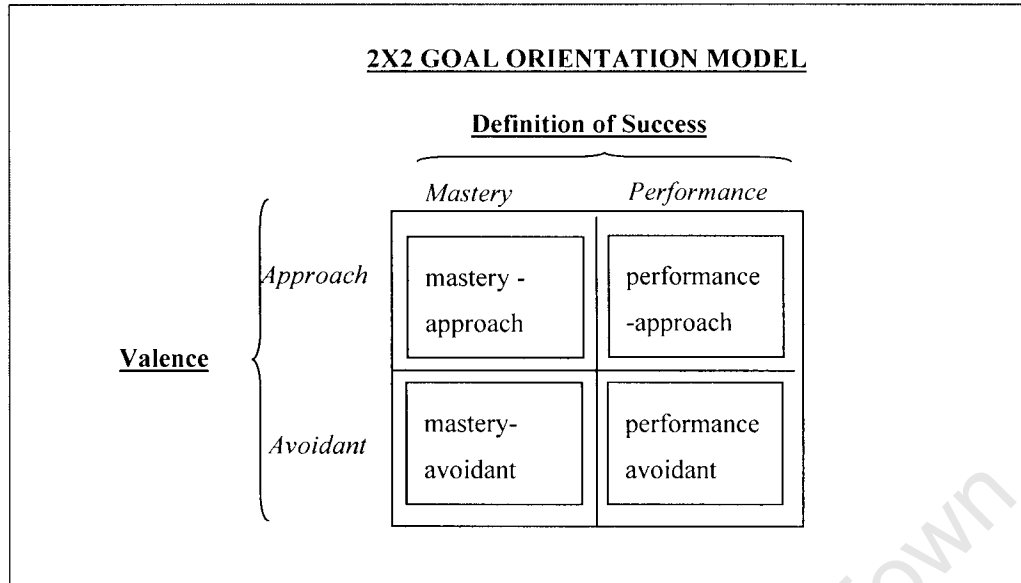 2X2 GOAL ORIENTATION MODEL
Definition of Success
Mastery Performance
Approach
mastery - performance
approach -approach
Valence
Avoidant
mastery- performance
avoidant avoidant